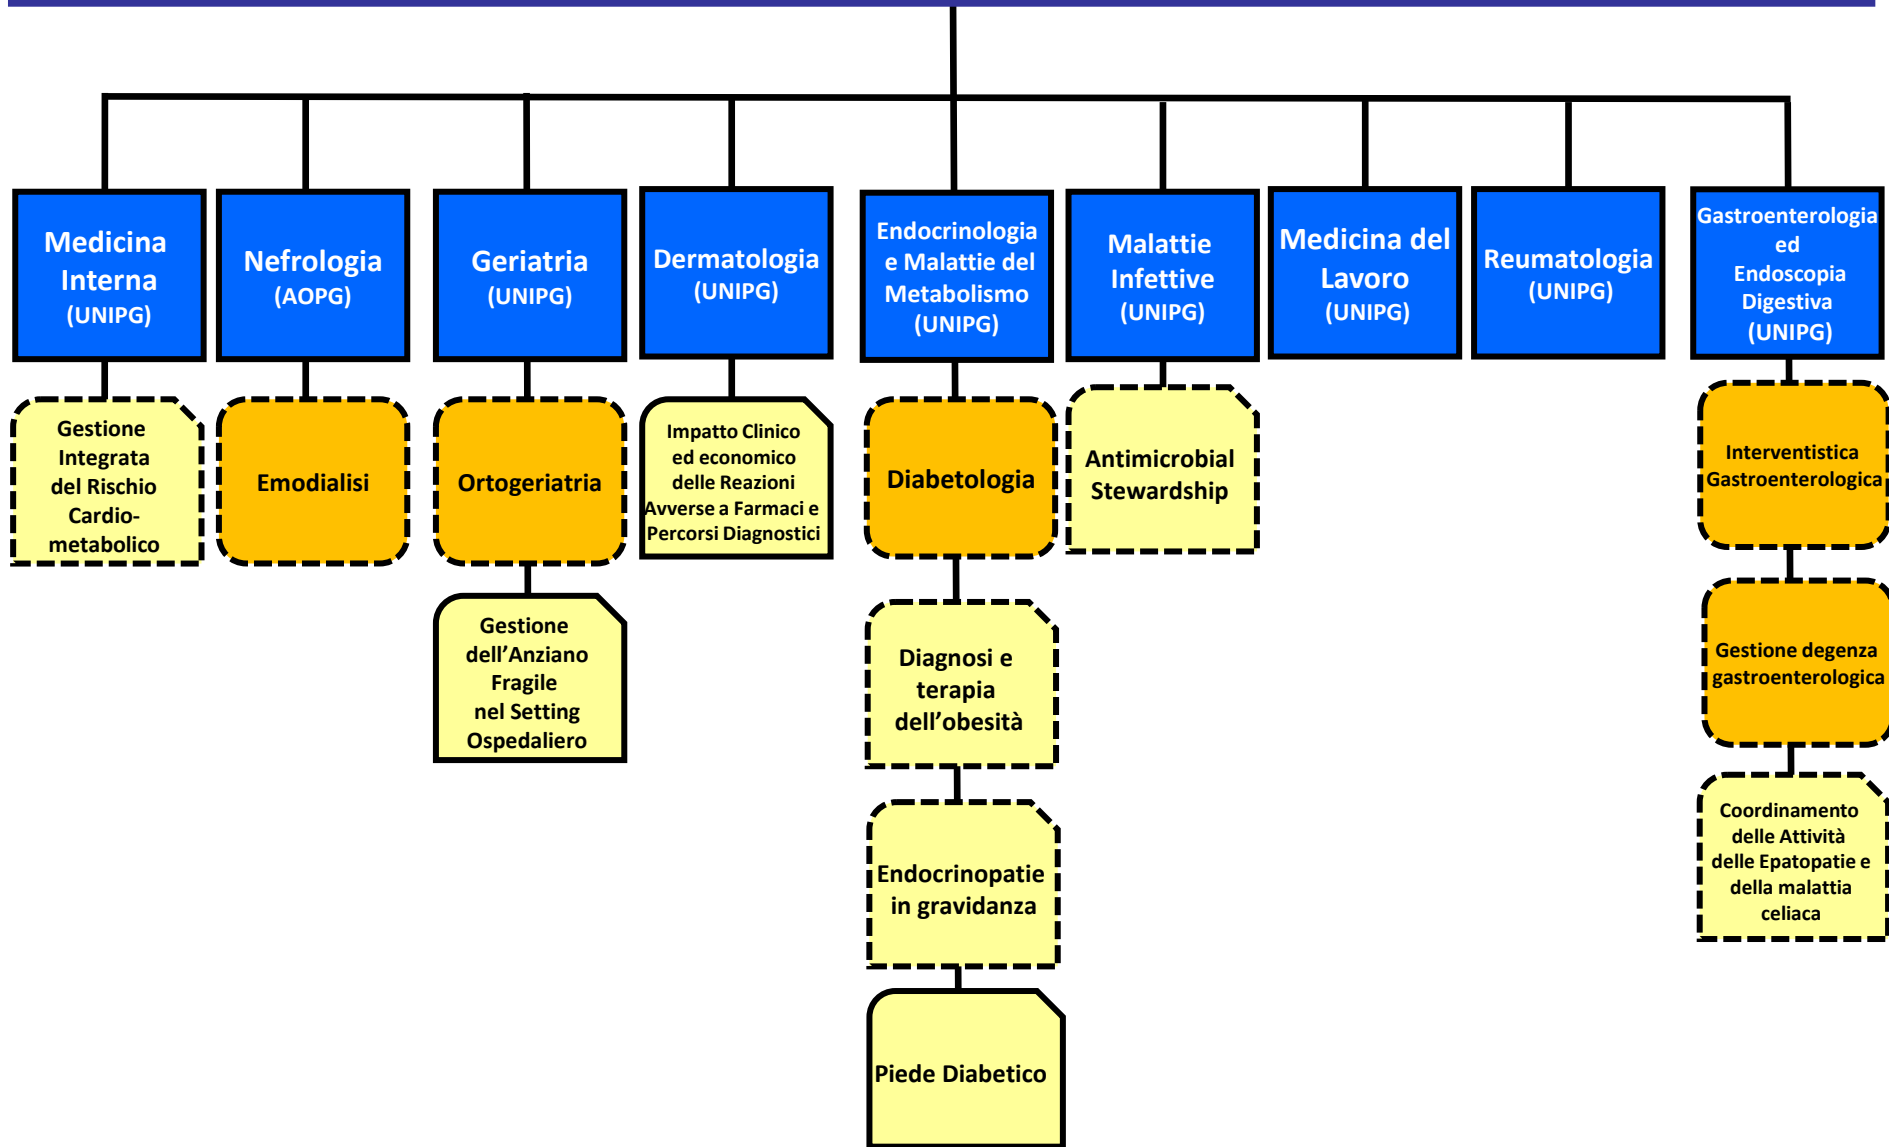 Medicina
Interna
(UNIPG)
Nefrologia
(AOPG)
Geriatria
(UNIPG)
Dermatologia
(UNIPG)
Endocrinologia
e Malattie del
Metabolismo
(UNIPG)
Malattie
Infettive
(UNIPG)
Medicina del
Lavoro
(UNIPG)
Reumatologia
(UNIPG)
Gastroenterologia
ed
Endoscopia
Digestiva
(UNIPG)
Gestione
Integrata
del Rischio
Cardio-
metabolico
Emodialisi
Ortogeriatria
Impatto Clinico
ed economico
delle Reazioni
Avverse a Farmaci e
Percorsi Diagnostici
Diabetologia
Antimicrobial
Stewardship
Interventistica
Gastroenterologica
Gestione
dell’Anziano
Fragile
nel Setting
Ospedaliero
Diagnosi e
terapia
dell’obesità
Gestione degenza
gastroenterologica
Endocrinopatie
in gravidanza
Coordinamento
delle Attività
delle Epatopatie e
della malattia
celiaca
Piede Diabetico